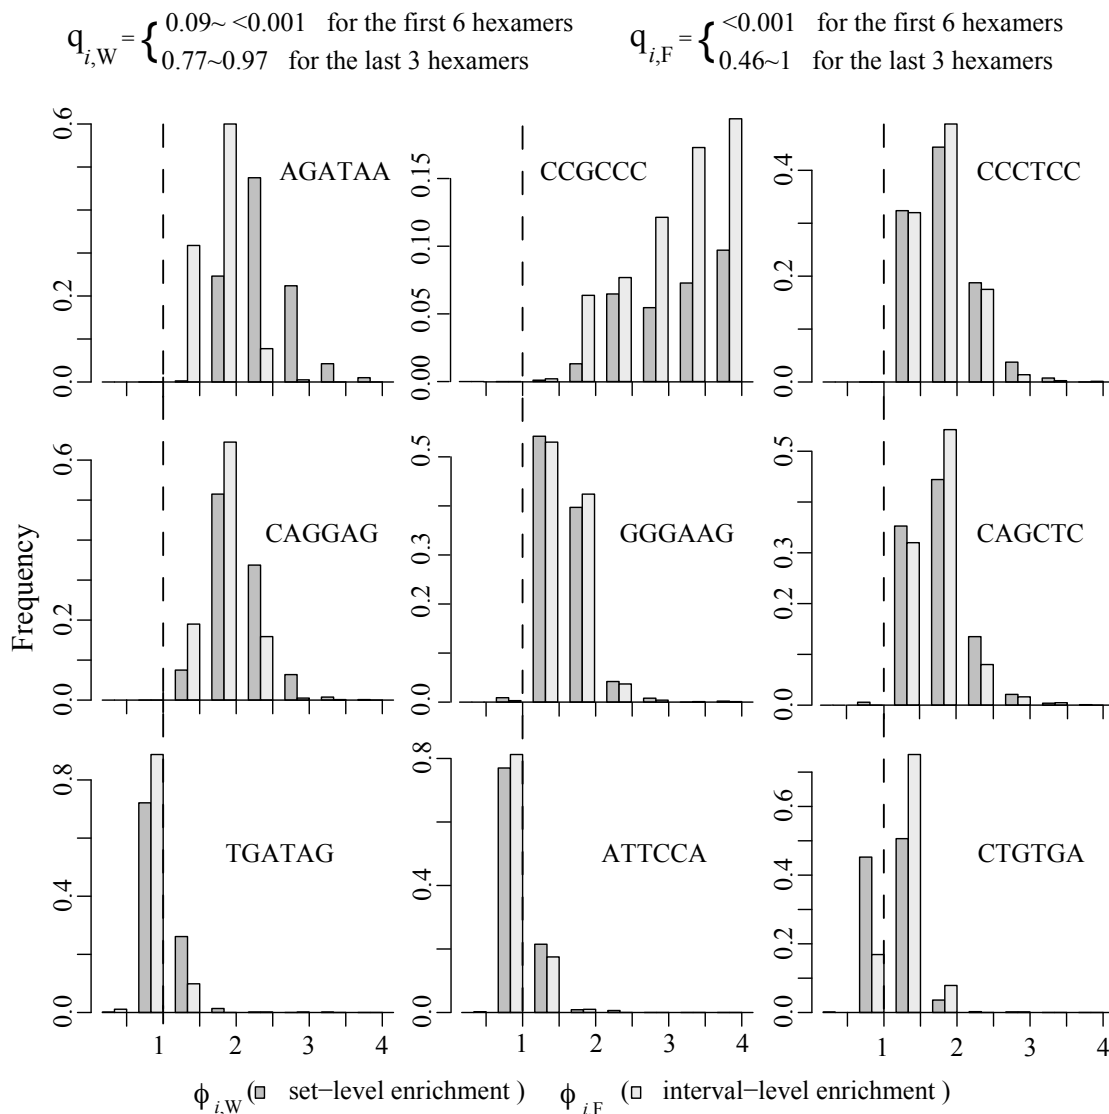 q_{i,W} = { 0.09~ <0.001 for the first 6 hexamers
0.77~0.97 for the last 3 hexamers
q_{i,F} = { <0.001 for the first 6 hexamers
0.46~1 for the last 3 hexamers
0.0 0.2 0.6
AGATAA
0.00 0.05 0.10 0.15
CCGCCC
0.0 0.2 0.4
CCCTCC
Frequency
0.0 0.2 0.6
CAGGAG
0.0 0.2 0.3 0.5
GGGAAG
0.0 0.2 0.3 0.5
CAGCTC
0.0 0.4 0.8
TGATAG
0.0 0.4 0.8
ATTCCA
0.0 0.2 0.4 0.6
CTGTGA
1 2 3 4
1 2 3 4
1 2 3 4
ϕ_{i,W} ( set−level enrichment )
ϕ_{i,F} ( interval−level enrichment )